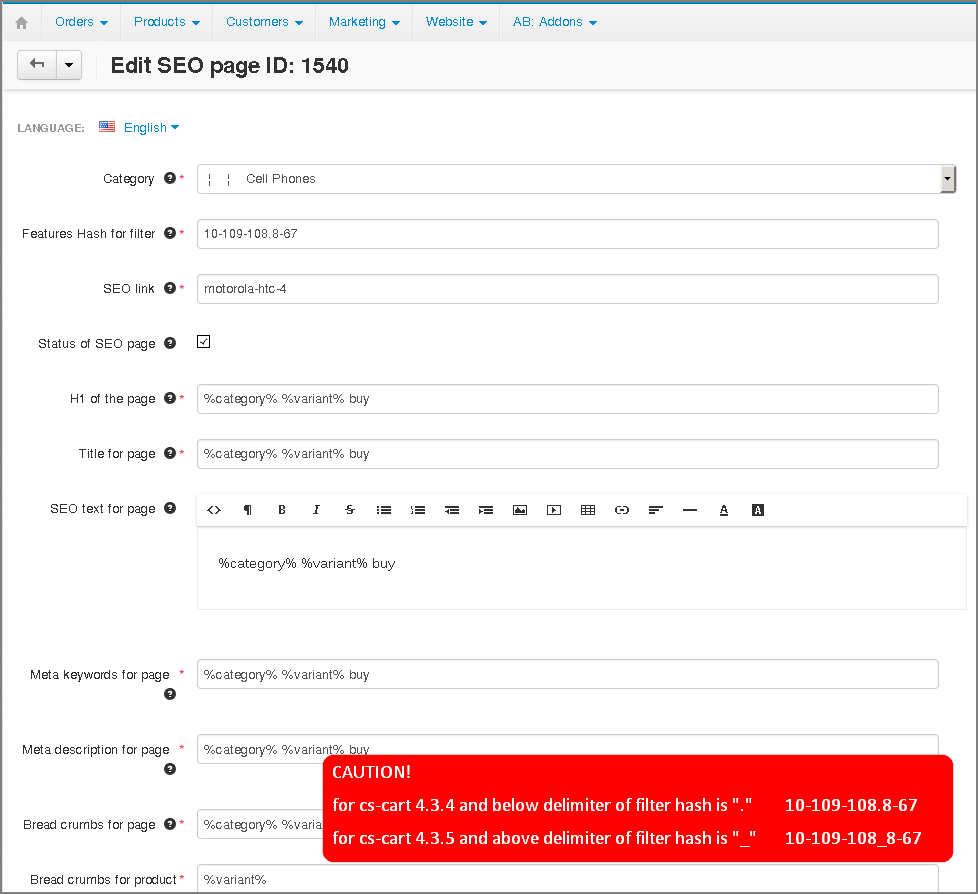 Orders Products Customers Marketing Website AB: Addons
Edit SEO page ID: 1540
LANGUAGE: English
Category ? * ¦ ¦ Cell Phones
Features Hash for filter ? * 10-109-108.8-67
SEO link ? * motorola-htc-4
Status of SEO page ?
H1 of the page ? * %category% %variant% buy
Title for page ? * %category% %variant% buy
SEO text for page ? <> ¶ B I S A A
%category% %variant% buy
Meta keywords for page * %category% %variant% buy
?
Meta description for page * %category% %variant% buy
?
CAUTION!
for cs-cart 4.3.4 and below delimiter of filter hash is "." 10-109-108.8-67
Bread crumbs for page ? * %category% %varia
for cs-cart 4.3.5 and above delimiter of filter hash is "_" 10-109-108_8-67
Bread crumbs for product * %variant%